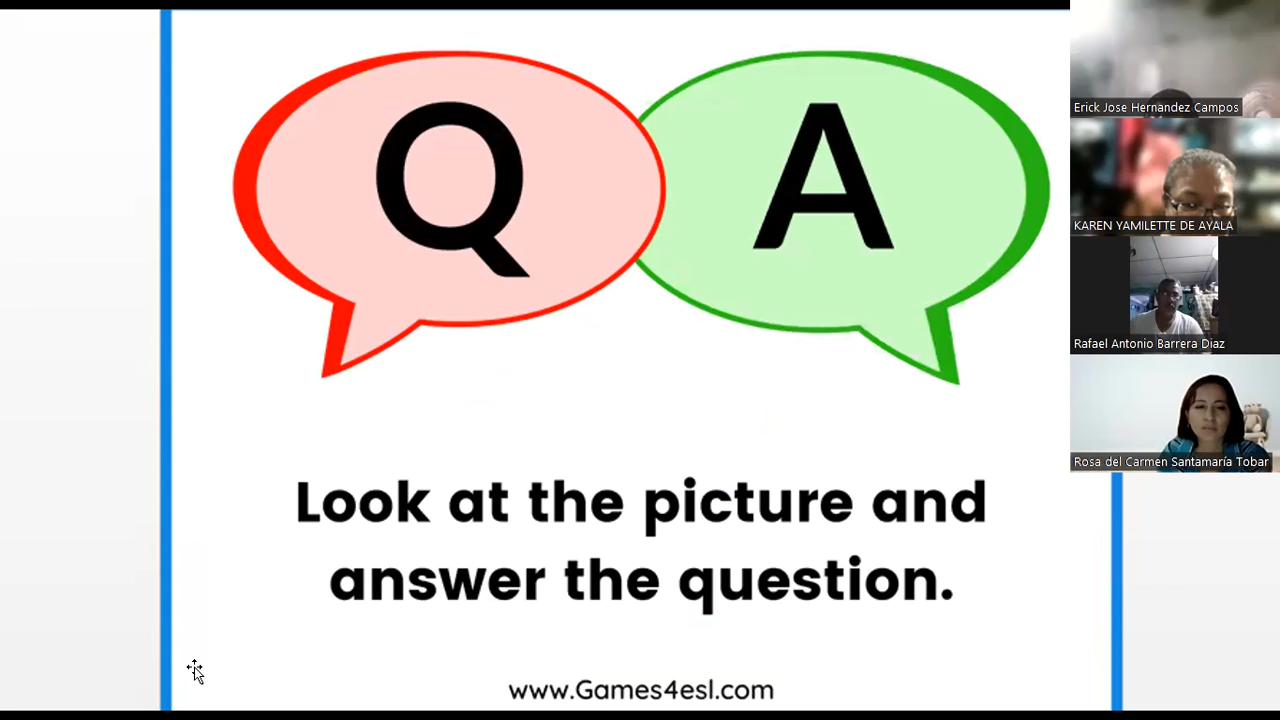 Q
A
Look at the picture and
answer the question.
www.Games4esl.com
Erick Jose Hernandez Campos
KAREN YAMILETTE DE AYALA
Rafael Antonio Barrera Diaz
Rosa del Carmen Santamaría Tobar